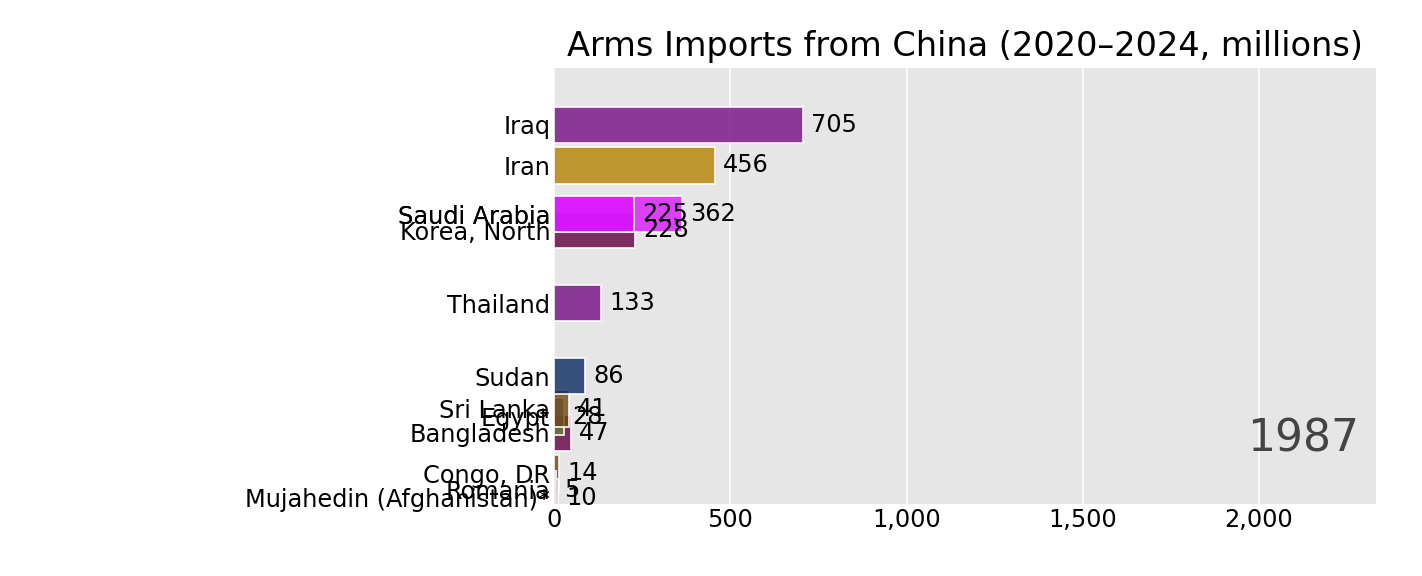 Arms Imports from China (2020–2024, millions)
Iraq 705
Iran 456
Saudi Arabia 225 362
Korea, North 228
Thailand 133
Sudan 86
Sri Lanka 41
Egypt 28
Bangladesh 47
1987
Congo, DR 14
Romania 5
Mujahedin (Afghanistan)* 10
0 500 1,000 1,500 2,000